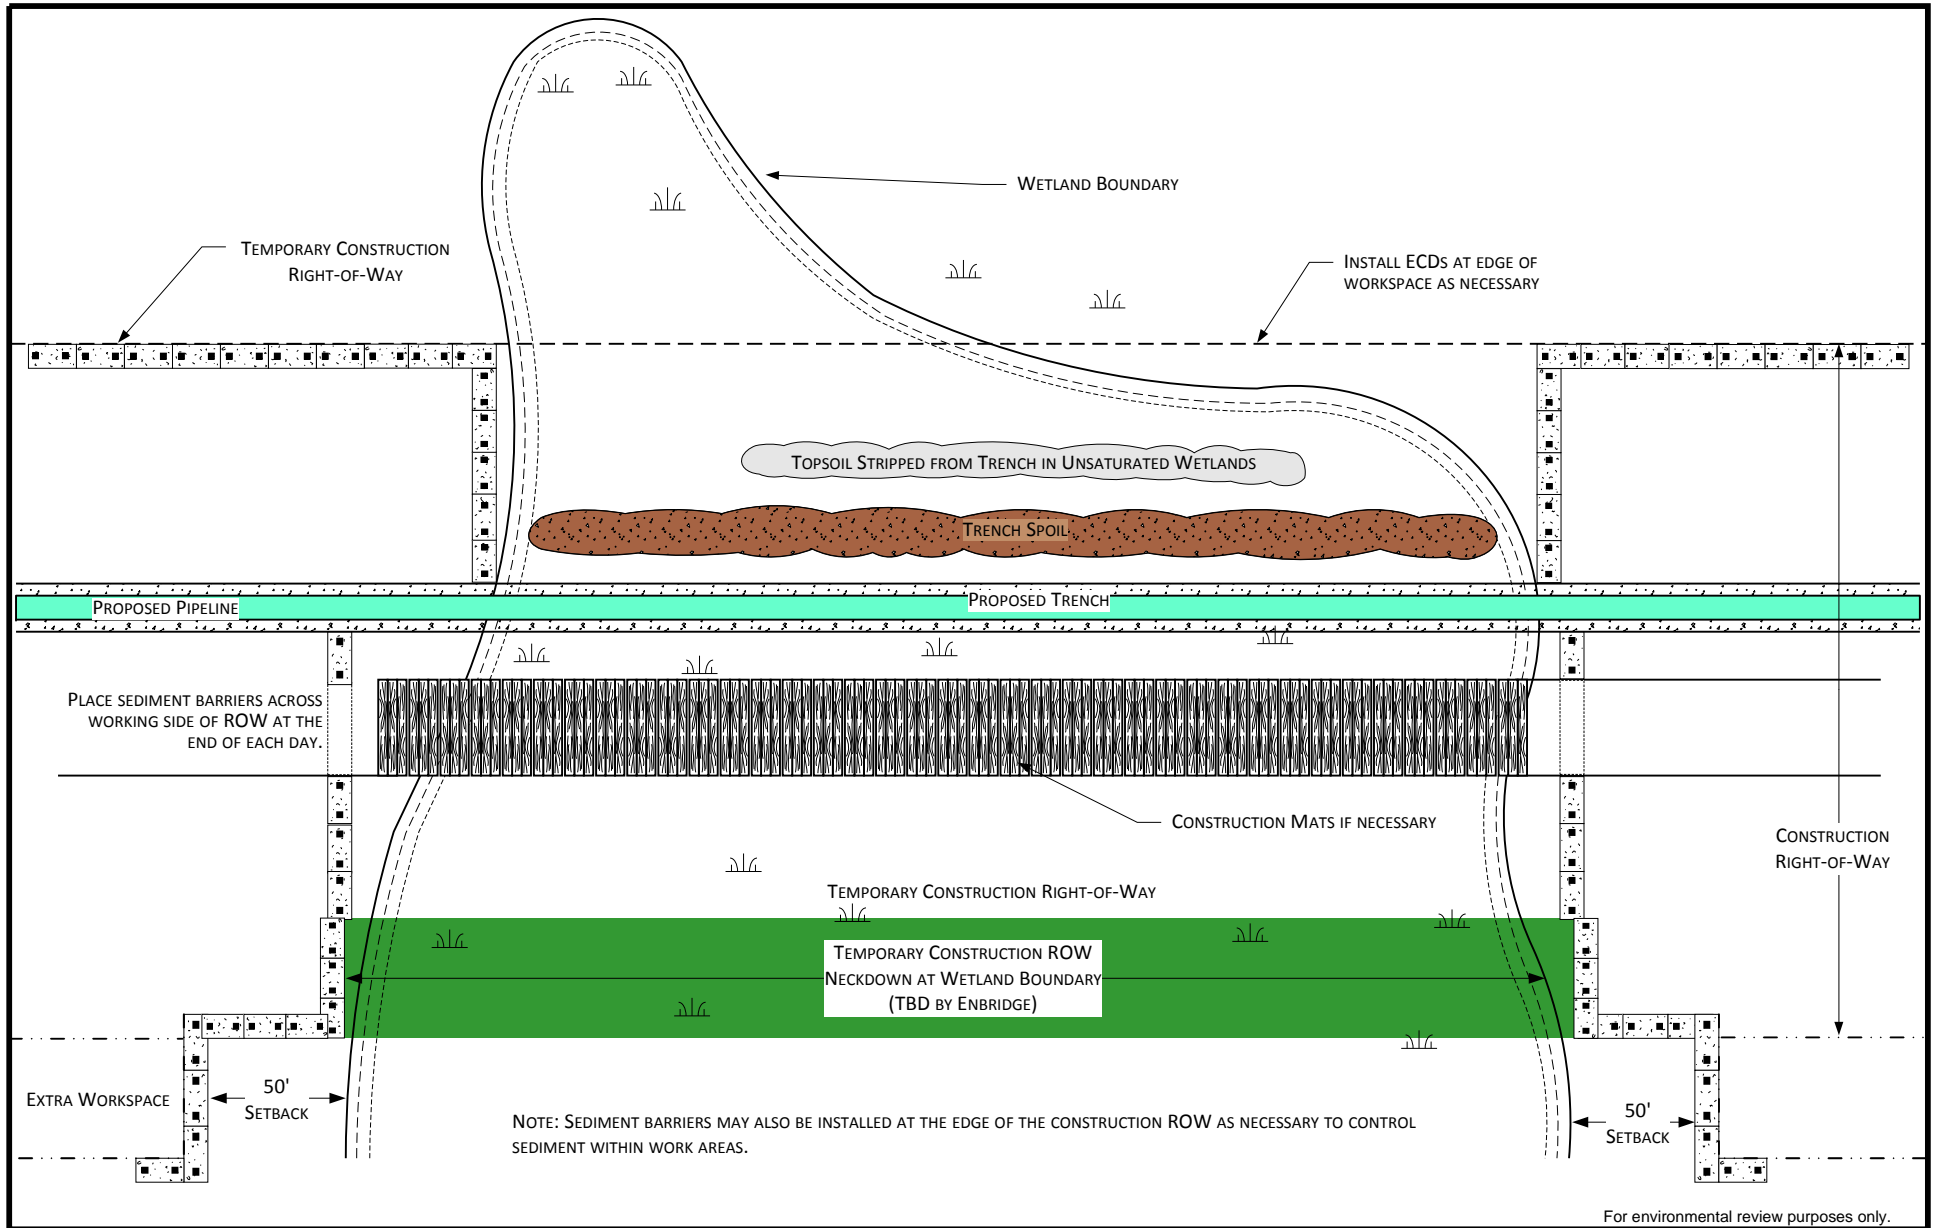 WETLAND BOUNDARY
TEMPORARY CONSTRUCTION
RIGHT-OF-WAY
INSTALL ECDS AT EDGE OF
WORKSPACE AS NECESSARY
TOPSOIL STRIPPED FROM TRENCH IN UNSATURATED WETLANDS
TRENCH SPOIL
PROPOSED PIPELINE
PROPOSED TRENCH
PLACE SEDIMENT BARRIERS ACROSS
WORKING SIDE OF ROW AT THE
END OF EACH DAY.
CONSTRUCTION MATS IF NECESSARY
CONSTRUCTION
RIGHT-OF-WAY
TEMPORARY CONSTRUCTION RIGHT-OF-WAY
TEMPORARY CONSTRUCTION ROW
NECKDOWN AT WETLAND BOUNDARY
(TBD BY ENBRIDGE)
EXTRA WORKSPACE
50'
SETBACK
NOTE: SEDIMENT BARRIERS MAY ALSO BE INSTALLED AT THE EDGE OF THE CONSTRUCTION ROW AS NECESSARY TO CONTROL
SEDIMENT WITHIN WORK AREAS.
50'
SETBACK
For environmental review purposes only.